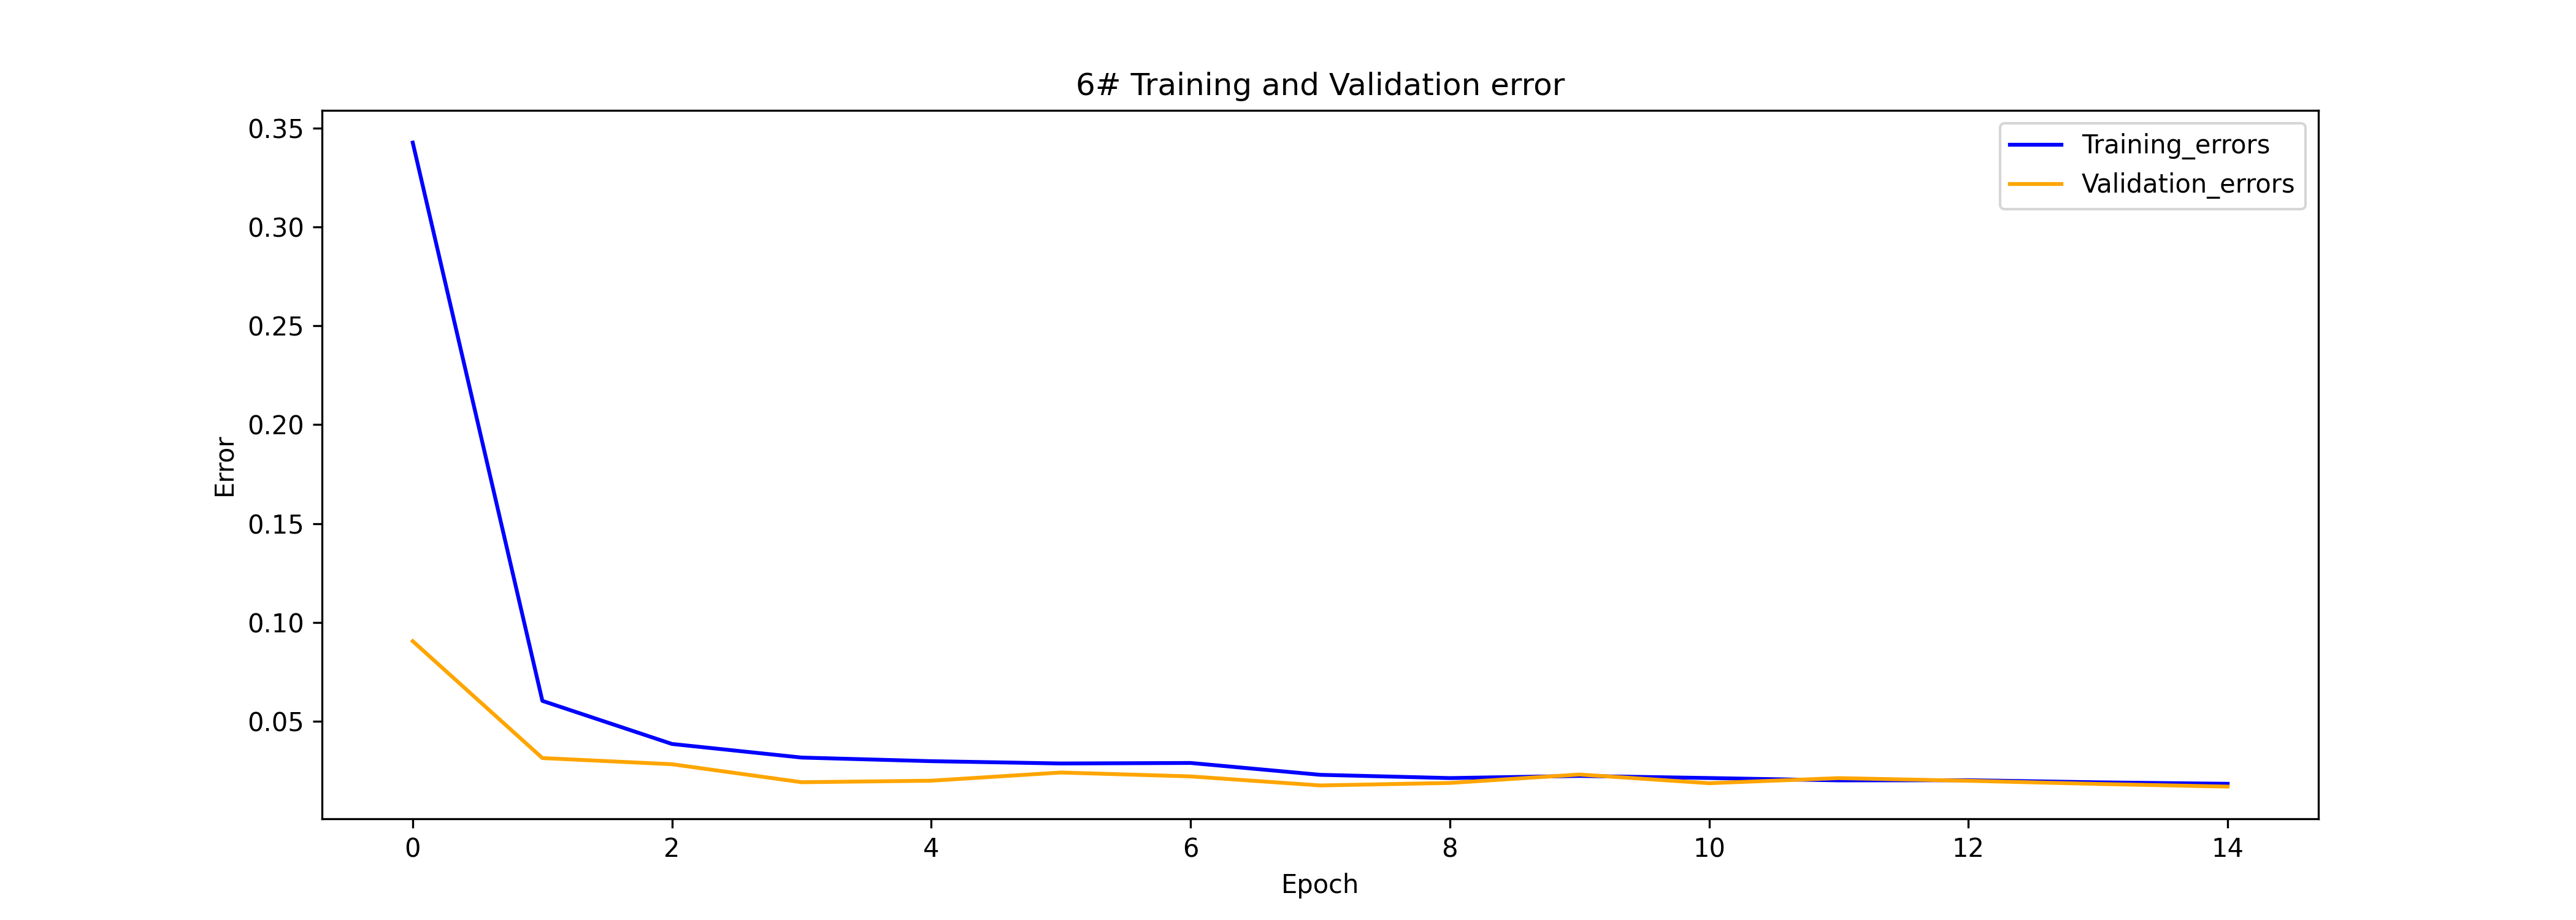 6# Training and Validation error
Training_errors
Validation_errors
Error
0.35
0.30
0.25
0.20
0.15
0.10
0.05
0 2 4 6 8 10 12 14
Epoch